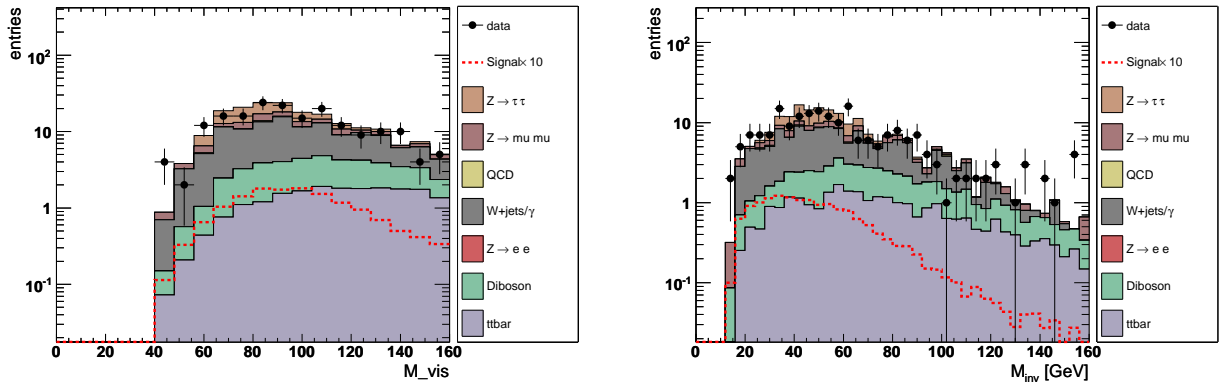 entries
data
Signal× 10
Z → τ τ
Z → mu mu
QCD
W+jets/γ
Z → e e
Diboson
ttbar
10²
10
1
10⁻¹
0 20 40 60 80 100 120 140 160
M_vis
entries
data
Signal× 10
Z → τ τ
Z → mu mu
QCD
W+jets/γ
Z → e e
Diboson
ttbar
10²
10
1
10⁻¹
0 20 40 60 80 100 120 140 160
M_inv [GeV]